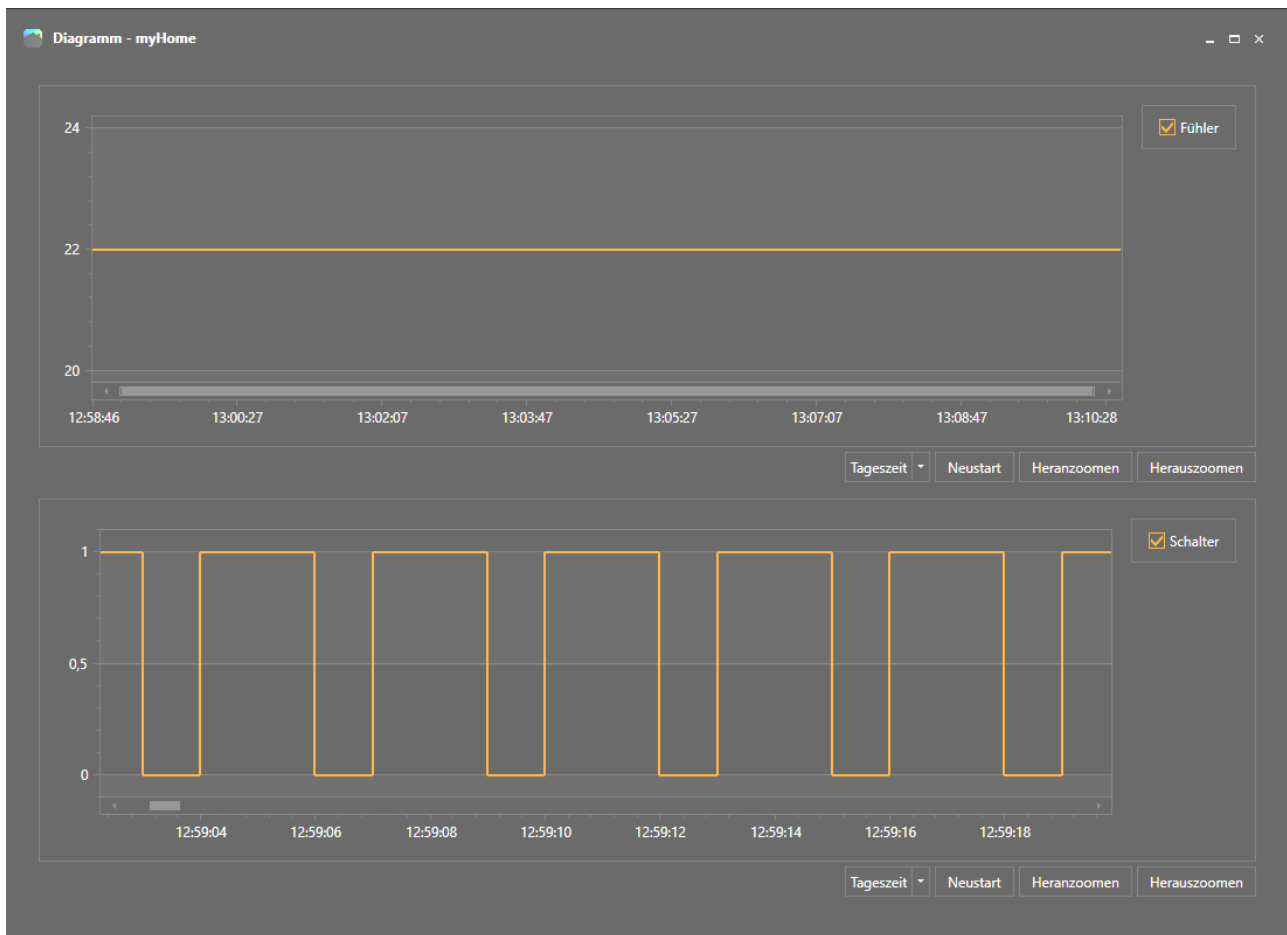 Diagramm - myHome
24
22
20
Fühler
12:58:46 13:00:27 13:02:07 13:03:47 13:05:27 13:07:07 13:08:47 13:10:28
Tageszeit Neustart Heranzoomen Herauszoomen
1
0,5
0
Schalter
12:59:04 12:59:06 12:59:08 12:59:10 12:59:12 12:59:14 12:59:16 12:59:18
Tageszeit Neustart Heranzoomen Herauszoomen